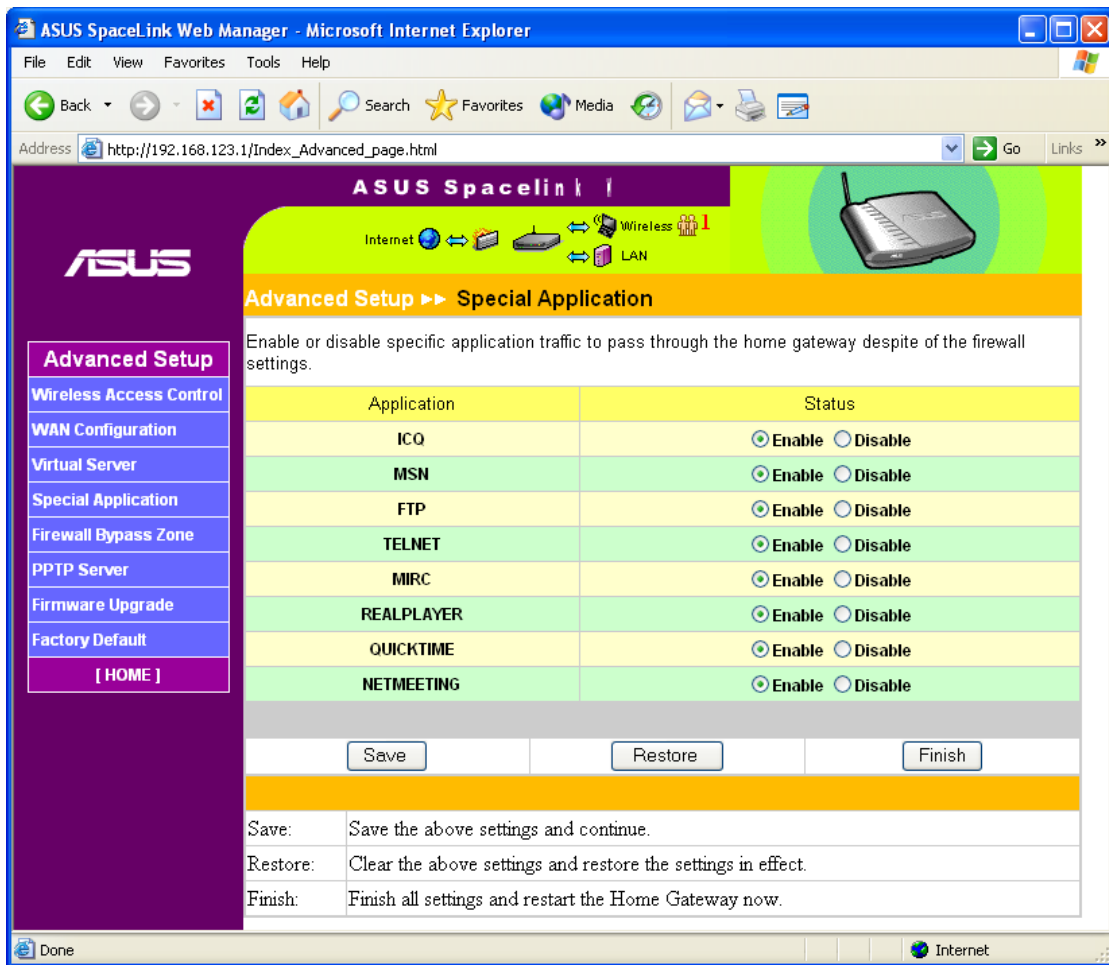 ASUS SpaceLink Web Manager - Microsoft Internet Explorer
File Edit View Favorites Tools Help
Back Search Favorites Media
Address http://192.168.123.1/Index_Advanced_page.html Go Links »
ASUS Spacelink
Internet Wireless 1
LAN
ASUS
Advanced Setup
Wireless Access Control
WAN Configuration
Virtual Server
Special Application
Firewall Bypass Zone
PPTP Server
Firmware Upgrade
Factory Default
[ HOME ]
Advanced Setup ▸▸ Special Application
Enable or disable specific application traffic to pass through the home gateway despite of the firewall
settings.
Application Status
ICQ Enable Disable
MSN Enable Disable
FTP Enable Disable
TELNET Enable Disable
MIRC Enable Disable
REALPLAYER Enable Disable
QUICKTIME Enable Disable
NETMEETING Enable Disable
Save Restore Finish
Save: Save the above settings and continue.
Restore: Clear the above settings and restore the settings in effect.
Finish: Finish all settings and restart the Home Gateway now.
Done Internet